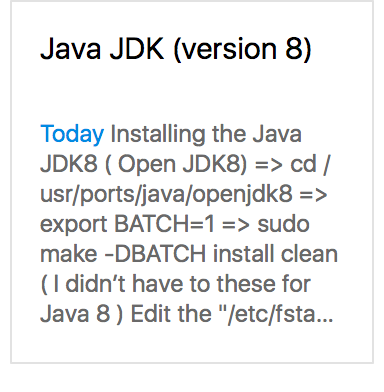 Java JDK (version 8)
Today Installing the Java
JDK8 ( Open JDK8) => cd /
usr/ports/java/openjdk8 =>
export BATCH=1 => sudo
make -DBATCH install clean
( I didn’t have to these for
Java 8 ) Edit the "/etc/fsta...